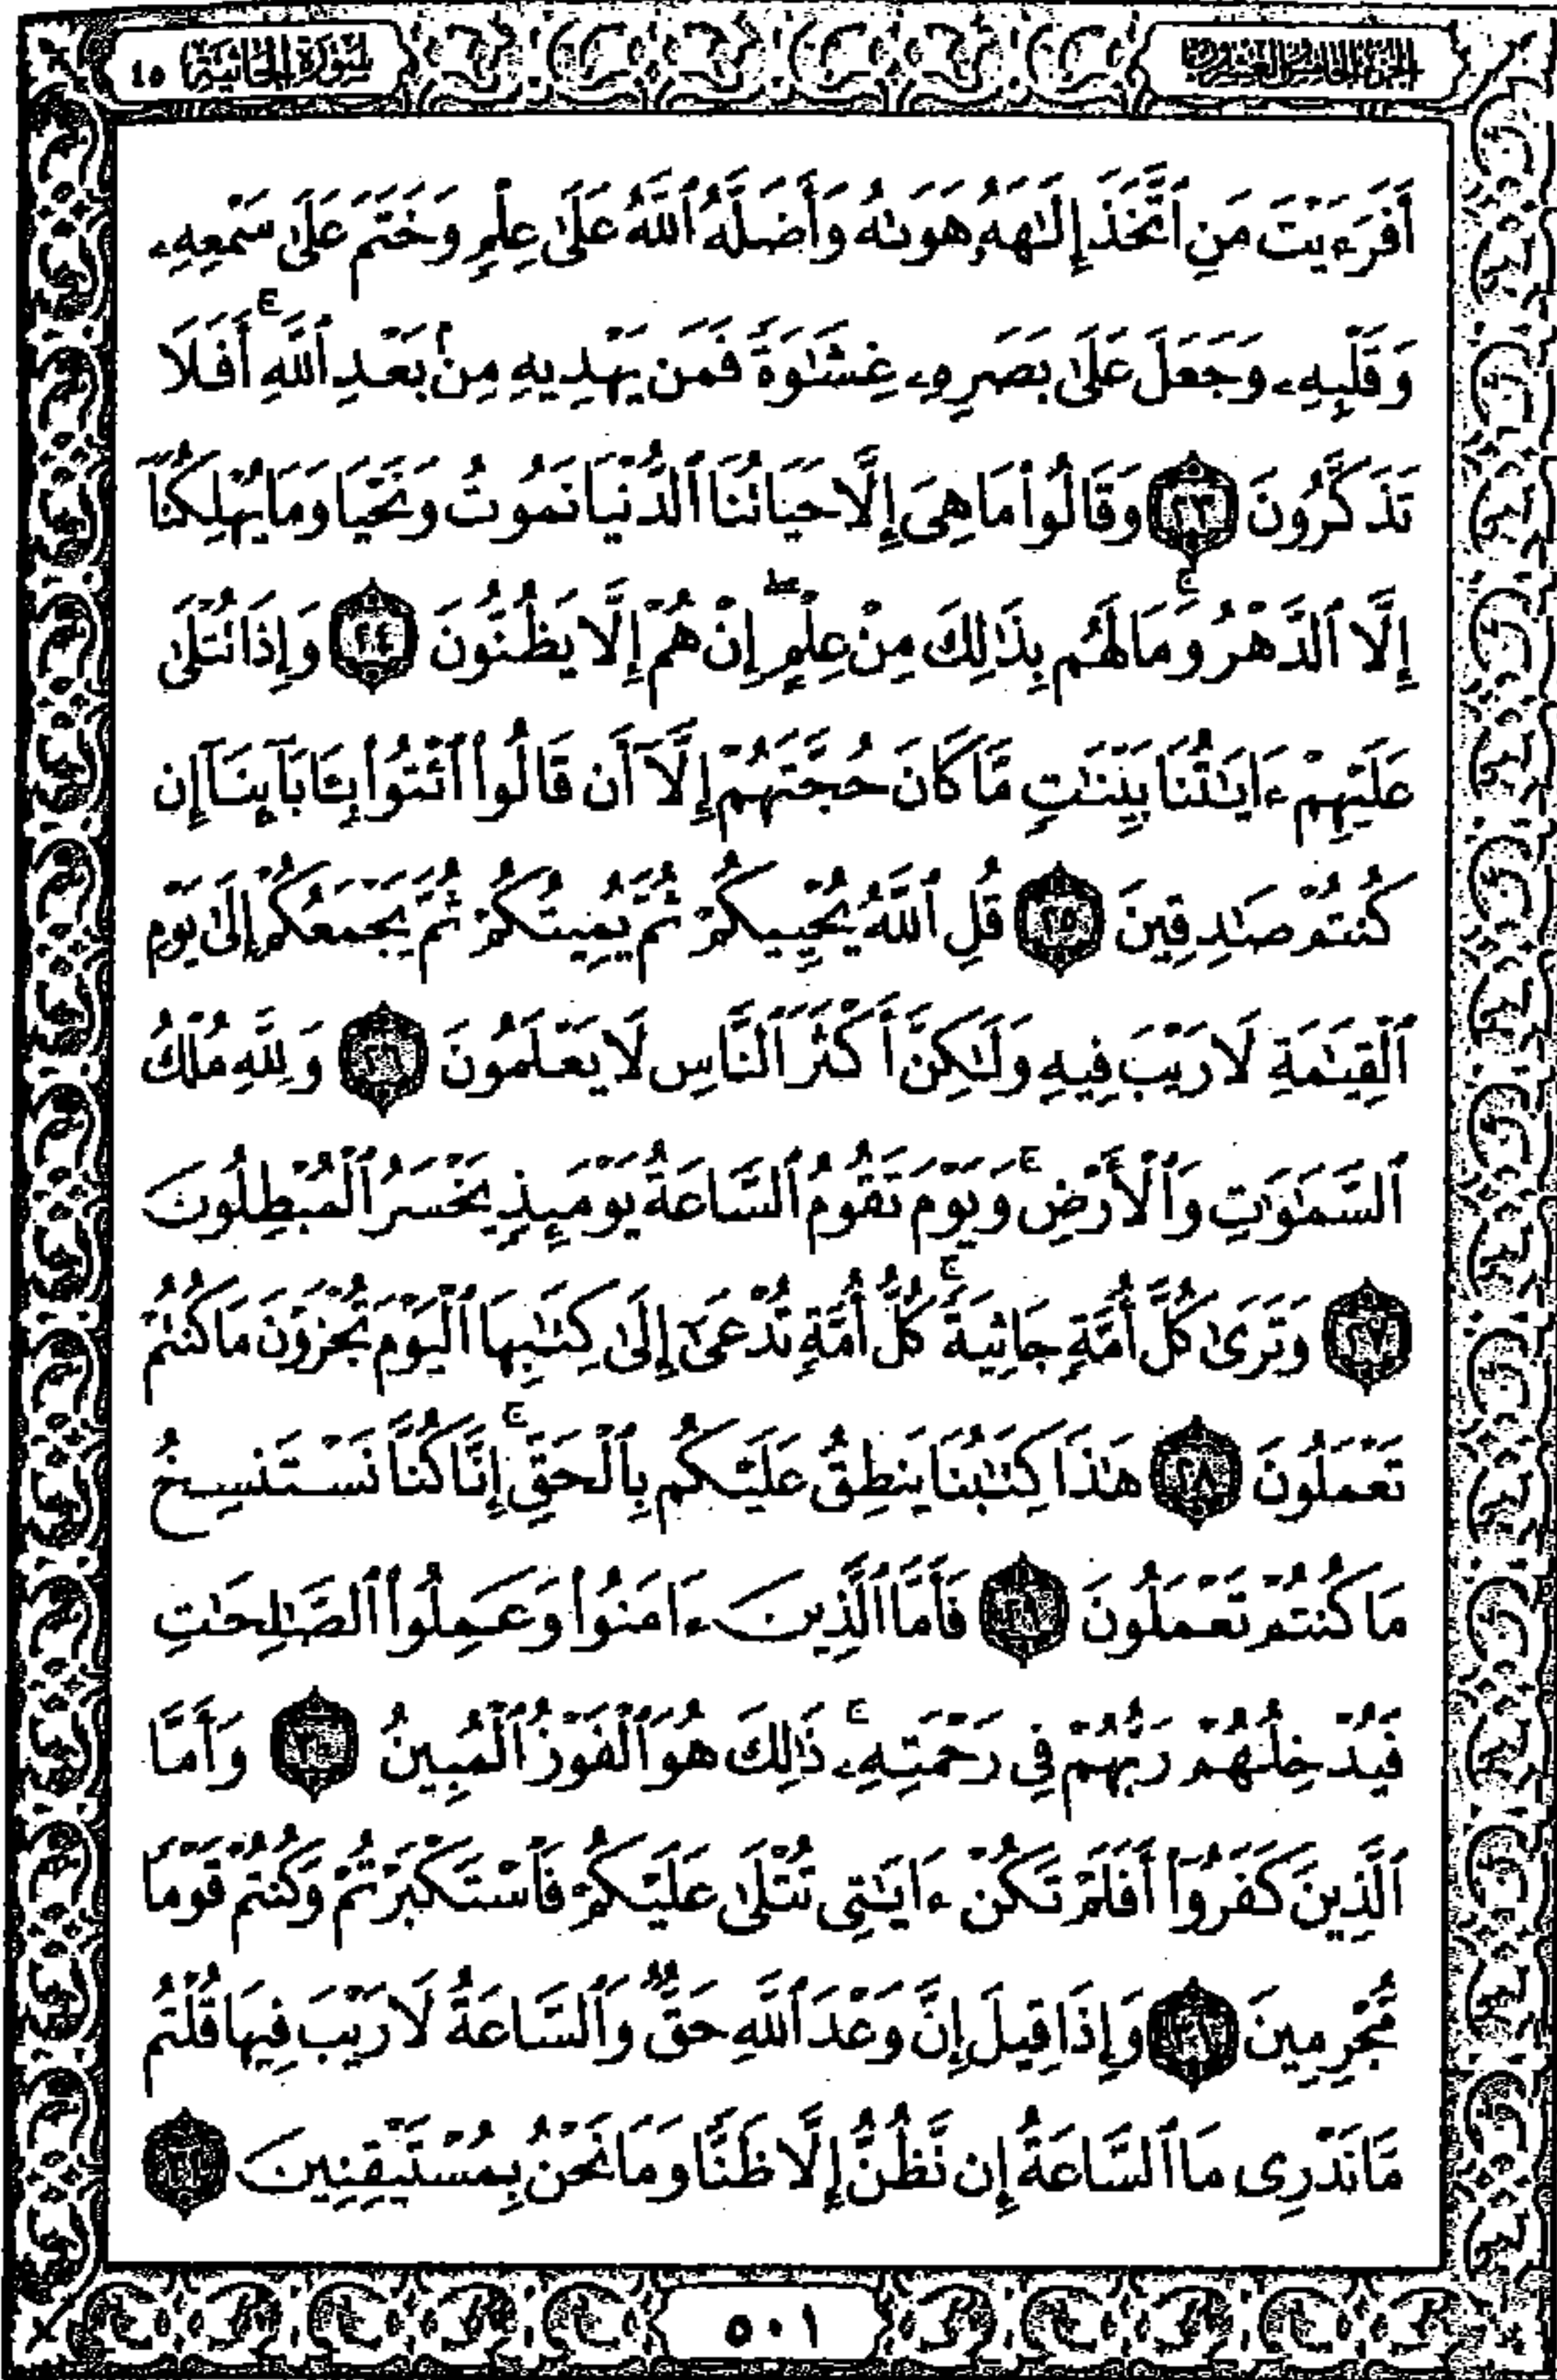 الجزء الخامس والعشرون
سُورَةُ الجَاثِيَةِ ٤٥
أَفَرَءَيْتَ مَنِ ٱتَّخَذَ إِلَٰهَهُۥ هَوَىٰهُ وَأَضَلَّهُ ٱللَّهُ عَلَىٰ عِلْمٍ وَخَتَمَ عَلَىٰ سَمْعِهِۦ
وَقَلْبِهِۦ وَجَعَلَ عَلَىٰ بَصَرِهِۦ غِشَٰوَةً فَمَن يَهْدِيهِ مِنۢ بَعْدِ ٱللَّهِ ۚ أَفَلَا
تَذَكَّرُونَ ٢٣ وَقَالُوا۟ مَا هِىَ إِلَّا حَيَاتُنَا ٱلدُّنْيَا نَمُوتُ وَنَحْيَا وَمَا يُهْلِكُنَآ
إِلَّا ٱلدَّهْرُ ۚ وَمَا لَهُم بِذَٰلِكَ مِنْ عِلْمٍ ۖ إِنْ هُمْ إِلَّا يَظُنُّونَ ٢٤ وَإِذَا تُتْلَىٰ
عَلَيْهِمْ ءَايَٰتُنَا بَيِّنَٰتٍ مَّا كَانَ حُجَّتَهُمْ إِلَّآ أَن قَالُوا۟ ٱئْتُوا۟ بِـَٔابَآئِنَآ إِن
كُنتُمْ صَٰدِقِينَ ٢٥ قُلِ ٱللَّهُ يُحْيِيكُمْ ثُمَّ يُمِيتُكُمْ ثُمَّ يَجْمَعُكُمْ إِلَىٰ يَوْمِ
ٱلْقِيَٰمَةِ لَا رَيْبَ فِيهِ وَلَٰكِنَّ أَكْثَرَ ٱلنَّاسِ لَا يَعْلَمُونَ ٢٦ وَلِلَّهِ مُلْكُ
ٱلسَّمَٰوَٰتِ وَٱلْأَرْضِ ۚ وَيَوْمَ تَقُومُ ٱلسَّاعَةُ يَوْمَئِذٍ يَخْسَرُ ٱلْمُبْطِلُونَ
٢٧ وَتَرَىٰ كُلَّ أُمَّةٍ جَاثِيَةً ۚ كُلُّ أُمَّةٍ تُدْعَىٰٓ إِلَىٰ كِتَٰبِهَا ٱلْيَوْمَ تُجْزَوْنَ مَا كُنتُمْ
تَعْمَلُونَ ٢٨ هَٰذَا كِتَٰبُنَا يَنطِقُ عَلَيْكُم بِٱلْحَقِّ ۚ إِنَّا كُنَّا نَسْتَنسِخُ
مَا كُنتُمْ تَعْمَلُونَ ٢٩ فَأَمَّا ٱلَّذِينَ ءَامَنُوا۟ وَعَمِلُوا۟ ٱلصَّٰلِحَٰتِ
فَيُدْخِلُهُمْ رَبُّهُمْ فِى رَحْمَتِهِۦ ۚ ذَٰلِكَ هُوَ ٱلْفَوْزُ ٱلْمُبِينُ ٣٠ وَأَمَّا
ٱلَّذِينَ كَفَرُوٓا۟ أَفَلَمْ تَكُنْ ءَايَٰتِى تُتْلَىٰ عَلَيْكُمْ فَٱسْتَكْبَرْتُمْ وَكُنتُمْ قَوْمًا
مُّجْرِمِينَ ٣١ وَإِذَا قِيلَ إِنَّ وَعْدَ ٱللَّهِ حَقٌّ وَٱلسَّاعَةُ لَا رَيْبَ فِيهَا قُلْتُم
مَّا نَدْرِى مَا ٱلسَّاعَةُ إِن نَّظُنُّ إِلَّا ظَنًّا وَمَا نَحْنُ بِمُسْتَيْقِنِينَ ٣٢
٥٠١